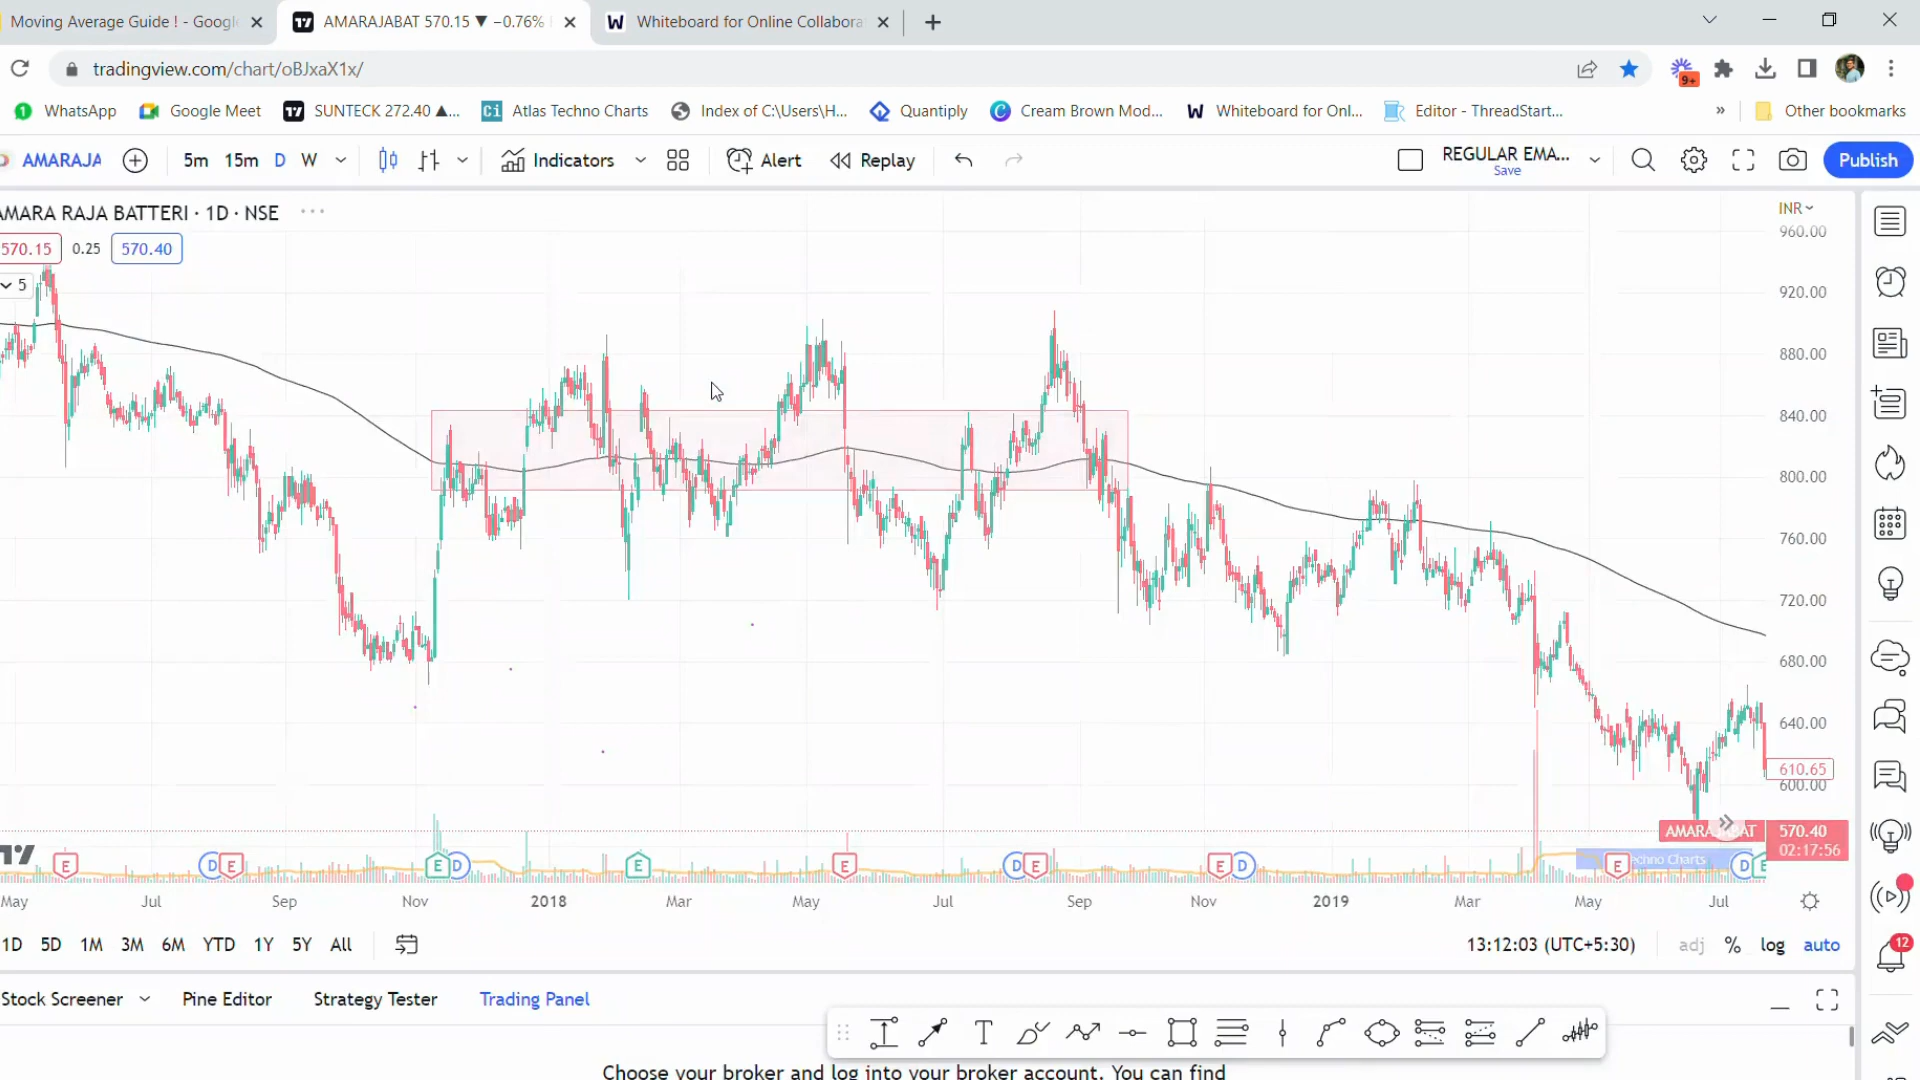 Moving Average Guide ! - Googl
AMARAJABAT 570.15 ▼ −0.76%
Whiteboard for Online Collabora
tradingview.com/chart/oBJxaX1x/
9+
WhatsApp
Google Meet
SUNTECK 272.40 ▲...
Atlas Techno Charts
Index of C:\Users\H...
Quantiply
Cream Brown Mod...
Whiteboard for Onl...
Editor - ThreadStart...
»
Other bookmarks
AMARAJA
5m
15m
D
W
Indicators
Alert
Replay
REGULAR EMA...
Save
Publish
AMARA RAJA BATTERI · 1D · NSE
INR
570.15
0.25
570.40
5
960.00
920.00
880.00
840.00
800.00
760.00
720.00
680.00
640.00
610.65
600.00
AMARAJABAT
570.40
02:17:56
echno Charts
E
D
E
E
D
E
E
D
E
E
D
E
D
E
May
Jul
Sep
Nov
2018
Mar
May
Jul
Sep
Nov
2019
Mar
May
Jul
1D
5D
1M
3M
6M
YTD
1Y
5Y
All
13:12:03 (UTC+5:30)
adj
%
log
auto
12
Stock Screener
Pine Editor
Strategy Tester
Trading Panel
Choose your broker and log into your broker account. You can find